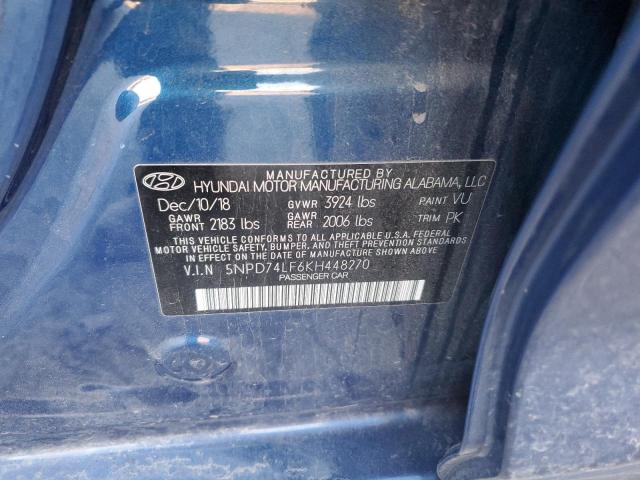 MANUFACTURED BY
HYUNDAI MOTOR MANUFACTURING ALABAMA, LLC
Dec/10/18 GVWR 3924 lbs PAINT VU
GAWR FRONT 2183 lbs GAWR REAR 2006 lbs TRIM PK
THIS VEHICLE CONFORMS TO ALL APPLICABLE U.S.A FEDERAL
MOTOR VEHICLE SAFETY, BUMPER, AND THEFT PREVENTION
STANDARDS IN EFFECT ON THE DATE OF MANUFACTURE SHOWN ABOVE.
V.I.N 5NPD74LF6KH448270
PASSENGER CAR